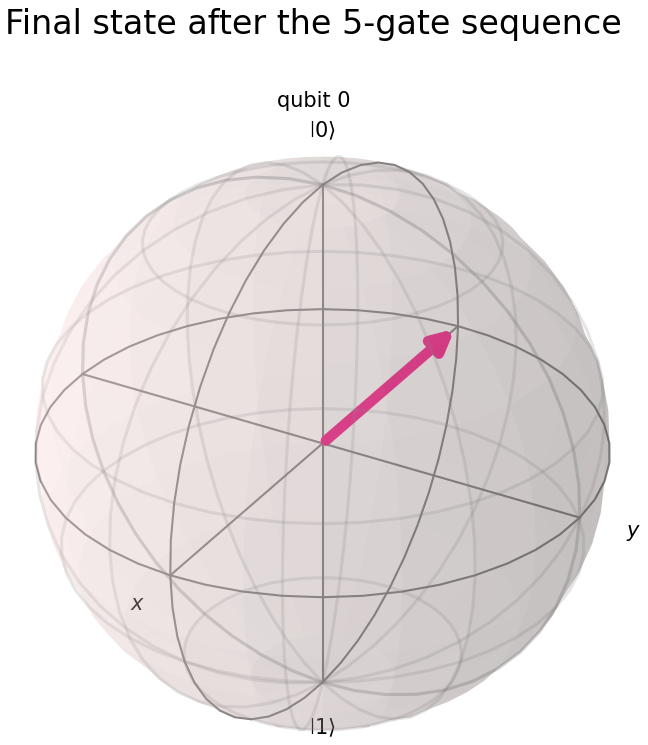 Final state after the 5-gate sequence
qubit 0
|0⟩
y
x
|1⟩